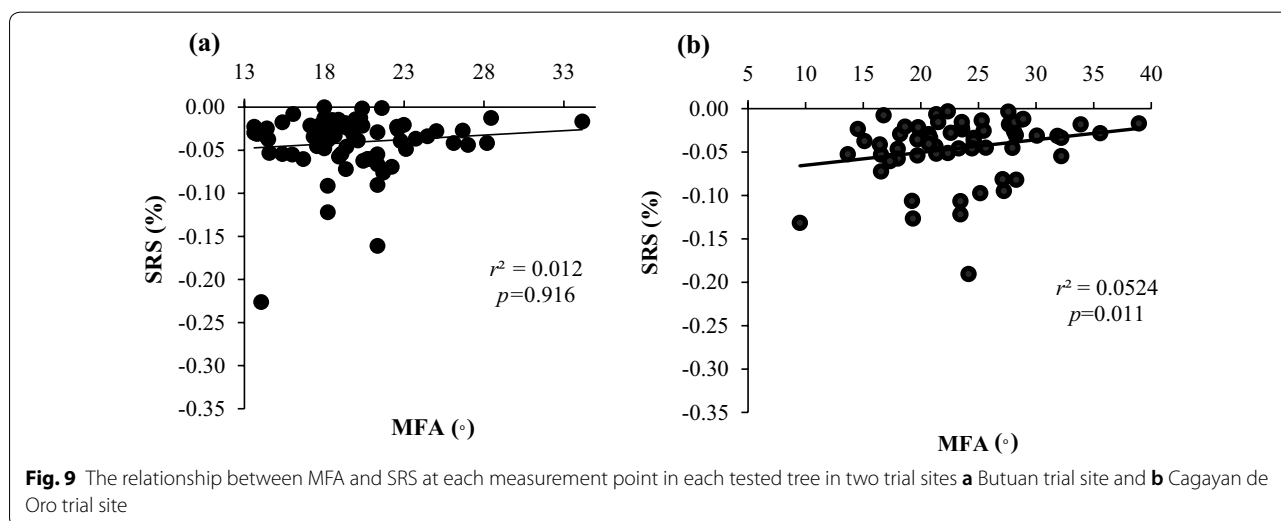 (a)
13 18 23 28 33
0.00
-0.05
-0.10
-0.15
-0.20
-0.25
-0.30
-0.35
SRS (%)
r² = 0.012
p=0.916
MFA (◦)
(b)
5 10 15 20 25 30 35 40
0.00
-0.05
-0.10
-0.15
-0.20
-0.25
-0.30
-0.35
SRS (%)
r² = 0.0524
p=0.011
MFA (◦)
Fig. 9 The relationship between MFA and SRS at each measurement point in each tested tree in two trial sites a Butuan trial site and b Cagayan de
Oro trial site